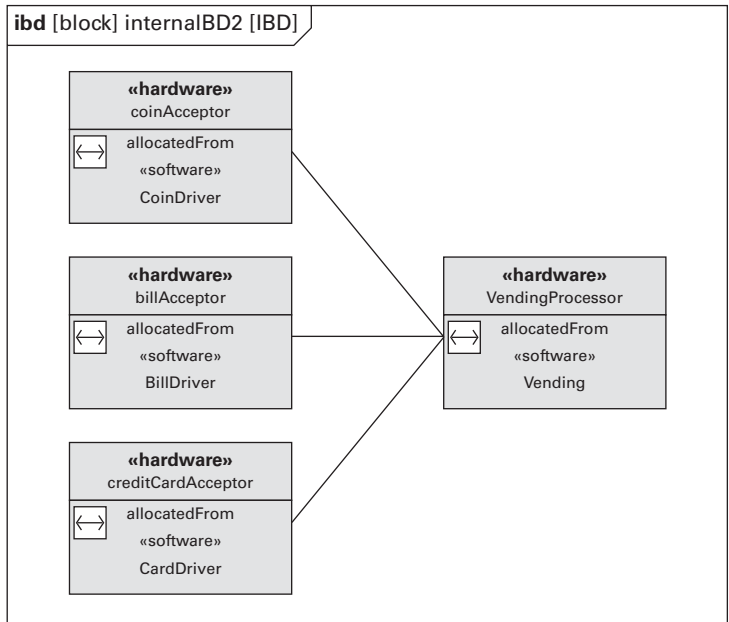 ibd [block] internalBD2 [IBD]
«hardware»
coinAcceptor
allocatedFrom
«software»
CoinDriver
«hardware»
billAcceptor
allocatedFrom
«software»
BillDriver
«hardware»
VendingProcessor
allocatedFrom
«software»
Vending
«hardware»
creditCardAcceptor
allocatedFrom
«software»
CardDriver